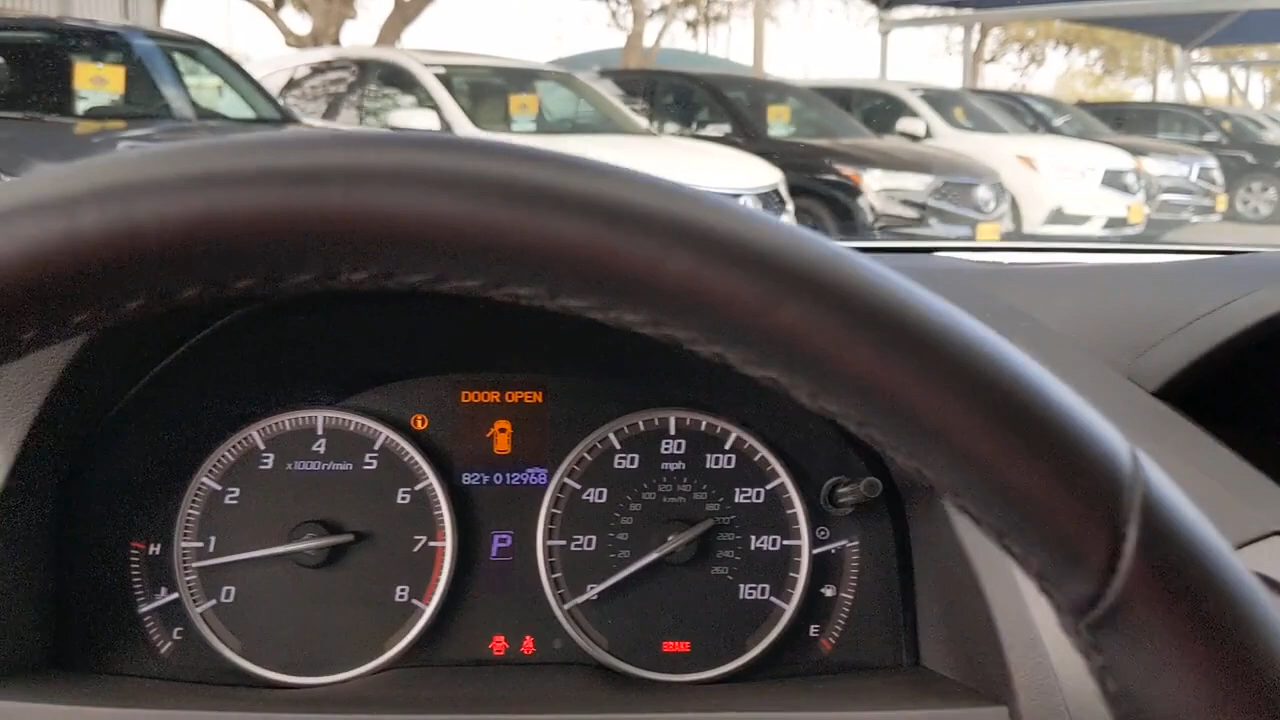 DOOR OPEN
82°F 012968 miles
P
0 1 2 3 4 5 6 7 8
x1000r/min
H
C
0 20 40 60 80 100 120 140 160
mph
20 40 60 80 100 120 140 160 180 200 220 240 260
km/h
BRAKE
E